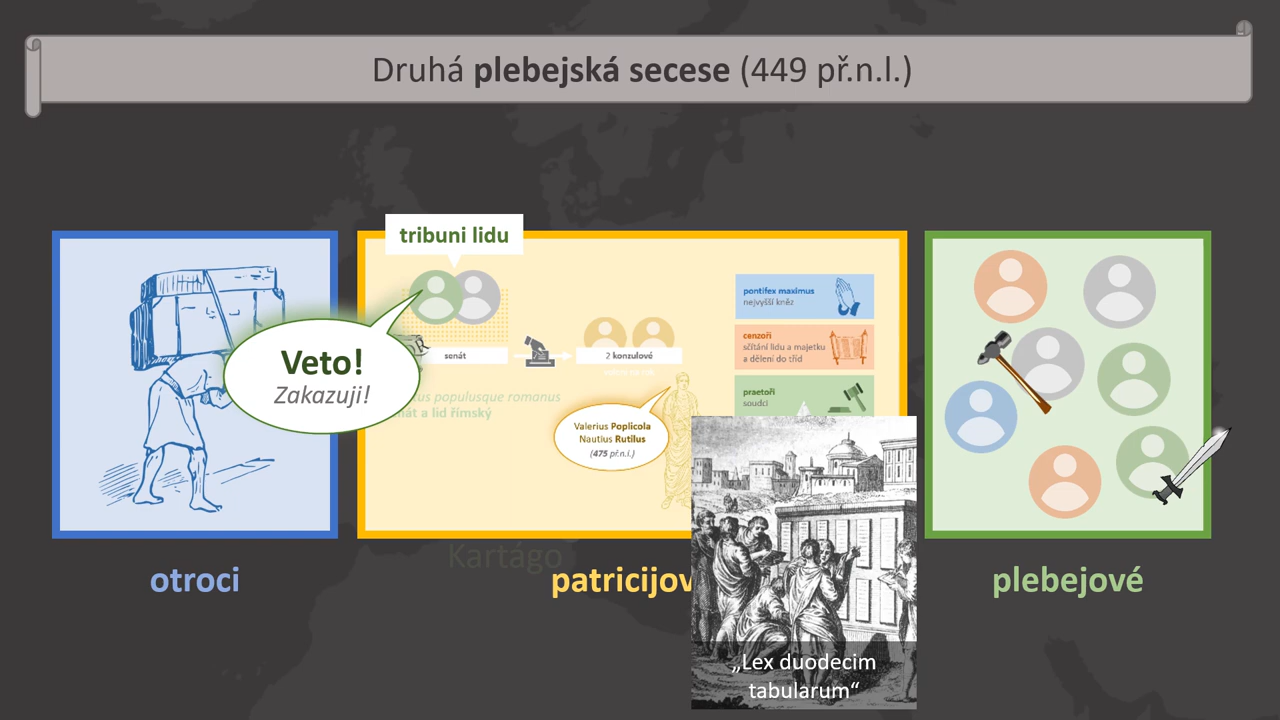 Druhá plebejská secese (449 př.n.l.)
tribuni lidu
Veto!
Zakazuji!
senát
2 konzulové
populusque romanus
senát a lid římský
Valerius Poplicola
Nautius Rutilus
(475 př.n.l.)
pontifex maximus
nejvyšší kněz
cenzoři
sčítání lidu a majetku
a dělení do tříd
praetoři
soudci
Kartágo
otroci
patricijov
plebejové
„Lex duodecim
tabularum“